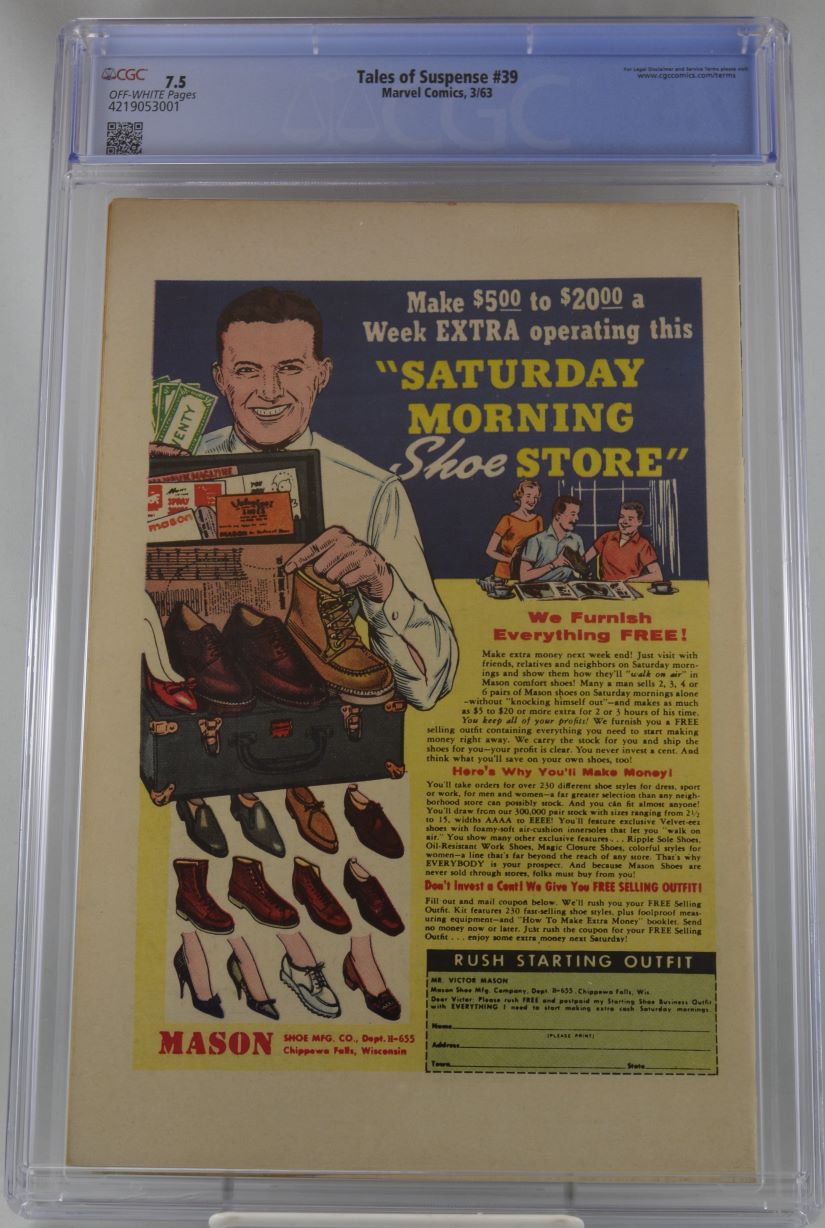 CGC 7.5
OFF-WHITE Pages
4219053001
Tales of Suspense #39
Marvel Comics, 3/63
For Legal Disclaimer and Service Terms please visit
www.cgccomics.com/terms
CGC
Make $5.00 to $20.00 a
Week EXTRA operating this
"SATURDAY
MORNING
Shoe STORE"
TWENTY
MAGAZINE
mason
Velvet-eez
SHOES
MASON
We Furnish
Everything FREE!
Make extra money next week end! Just visit with
friends, relatives and neighbors on Saturday morn-
ings and show them how they'll "walk on air" in
Mason comfort shoes! Many a man sells 2, 3, 4 or
6 pairs of Mason shoes on Saturday mornings alone
-without "knocking himself out"—and makes as much
as $5 to $20 or more extra for 2 or 3 hours of his time.
You keep all of your profits! We furnish you a FREE
selling outfit containing everything you need to start making
money right away. We carry the stock for you and ship the
shoes for you—your profit is clear. You never invest a cent. And
think what you'll save on your own shoes, too!
Here's Why You'll Make Money!
You'll take orders for over 230 different shoe styles for dress, sport
or work, for men and women—a far greater selection than any neigh-
borhood store can possibly stock. And you can fit almost anyone!
You'll draw from our 300,000 pair stock with sizes ranging from 2½
to 15, widths AAAA to EEEE! You'll feature exclusive Velvet-eez
shoes with foamy-soft air-cushion innersoles that let you "walk on
air." You show many other exclusive features . . . Ripple Sole Shoes,
Oil-Resistant Work Shoes, Magic Closure Shoes, colorful styles for
women—a line that's far beyond the reach of any store. That's why
EVERYBODY is your prospect. And because Mason Shoes are
never sold through stores, folks must buy from you!
Don't Invest a Cent! We Give You FREE SELLING OUTFIT!
Fill out and mail coupon below. We'll rush you your FREE Selling
Outfit. Kit features 230 fast-selling shoe styles, plus foolproof meas-
uring equipment—and "How To Make Extra Money" booklet. Send
no money now or later. Just rush the coupon for your FREE Selling
Outfit . . . enjoy some extra money next Saturday!
RUSH STARTING OUTFIT
MR. VICTOR MASON
Mason Shoe Mfg. Company, Dept. H-655, Chippewa Falls, Wis.
Dear Victor: Please rush FREE and postpaid my Starting Shoe Business Outfit
with EVERYTHING I need to start making extra cash Saturday mornings.
Name
(PLEASE PRINT)
Address
Town State
MASON SHOE MFG. CO., Dept. H-655
Chippewa Falls, Wisconsin